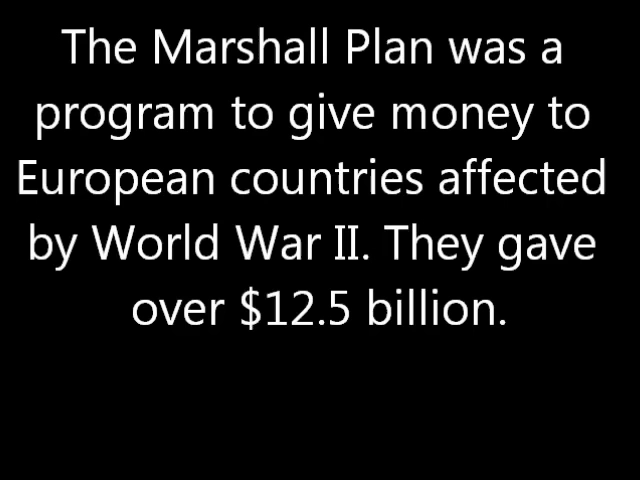 The Marshall Plan was a
program to give money to
European countries affected
by World War II. They gave
over $12.5 billion.